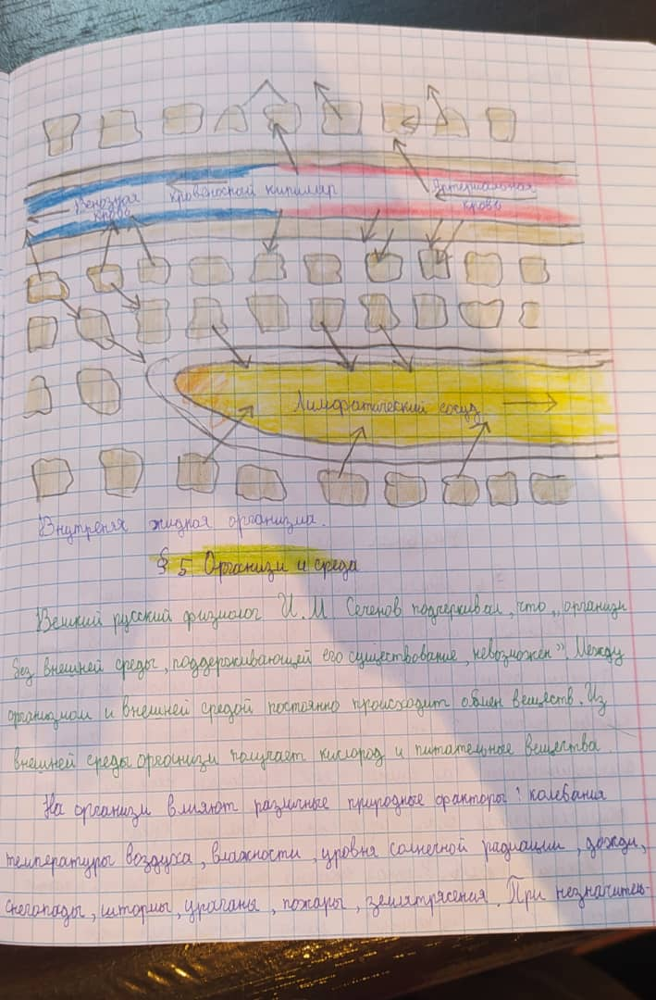 Венозная
кровь
кровеносный капиляр
Артериальная
кровь
Лимфатический сосуд
Внутреняя жидкая организма.
§ 5 Организм и среда
Великий русский физиолог И. М Сеченов подчеркивал, что „организм
без внешней среды, поддерживающей его существование, невозможен”. Между
организмом и внешней средой постоянно происходит обмен веществ. Из
внешней среды организм получает кислород и питательные вещества.
На организм влияют различные природные факторы: колебания
температуры воздуха, влажности, уровня солнечной радиации, дожди,
снегопады, штормы, ураганы, пожары, землятрясения. При незначитель-